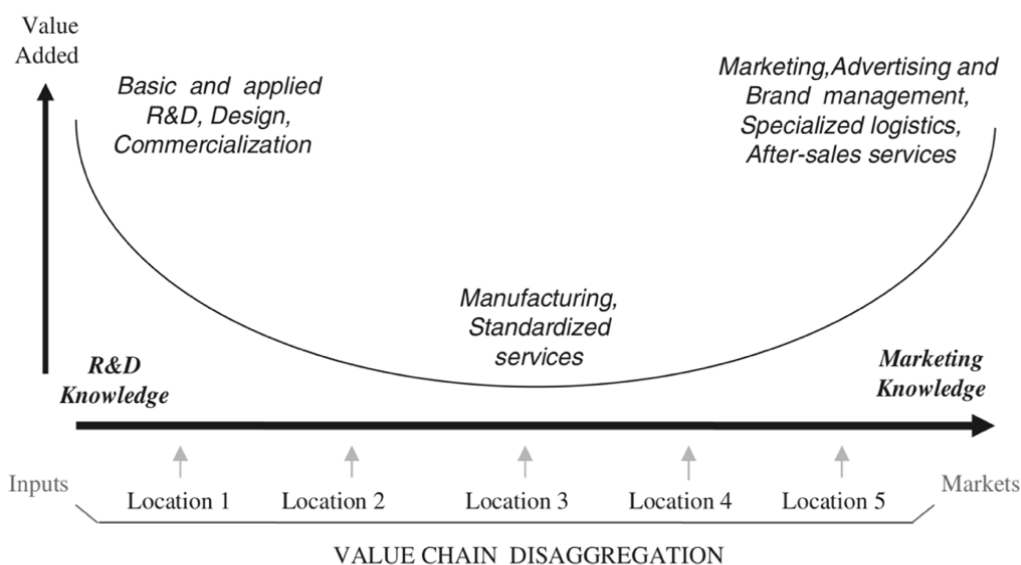 Value
Added
Basic and applied
R&D, Design,
Commercialization
Marketing,Advertising and
Brand management,
Specialized logistics,
After-sales services
Manufacturing,
Standardized
services
R&D
Knowledge
Marketing
Knowledge
Inputs
Location 1
Location 2
Location 3
Location 4
Location 5
Markets
VALUE CHAIN DISAGGREGATION